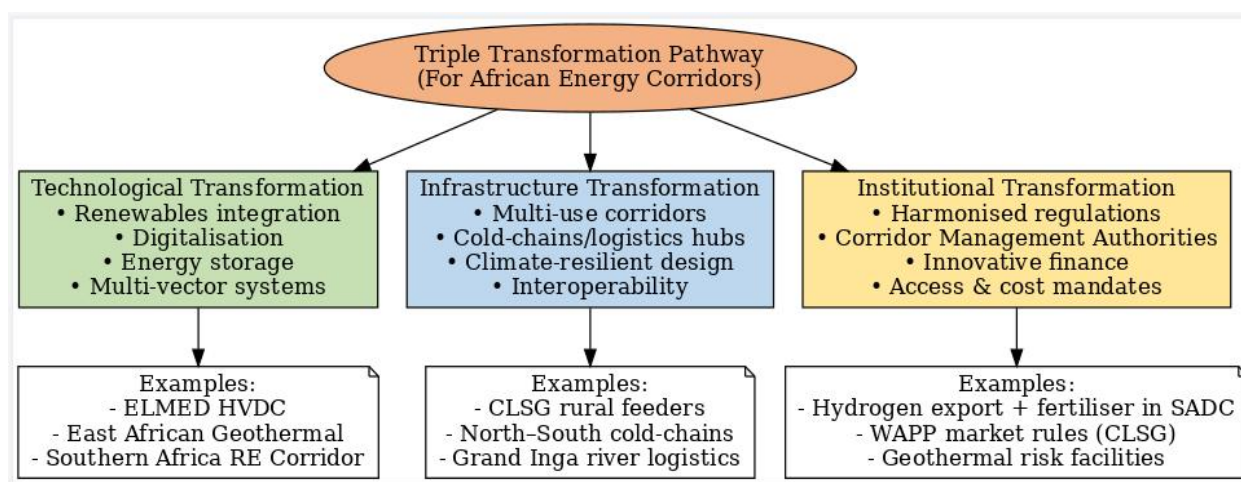 Triple Transformation Pathway
(For African Energy Corridors)
Technological Transformation
• Renewables integration
• Digitalisation
• Energy storage
• Multi-vector systems
Infrastructure Transformation
• Multi-use corridors
• Cold-chains/logistics hubs
• Climate-resilient design
• Interoperability
Institutional Transformation
• Harmonised regulations
• Corridor Management Authorities
• Innovative finance
• Access & cost mandates
Examples:
- ELMED HVDC
- East African Geothermal
- Southern Africa RE Corridor
Examples:
- CLSG rural feeders
- North–South cold-chains
- Grand Inga river logistics
Examples:
- Hydrogen export + fertiliser in SADC
- WAPP market rules (CLSG)
- Geothermal risk facilities